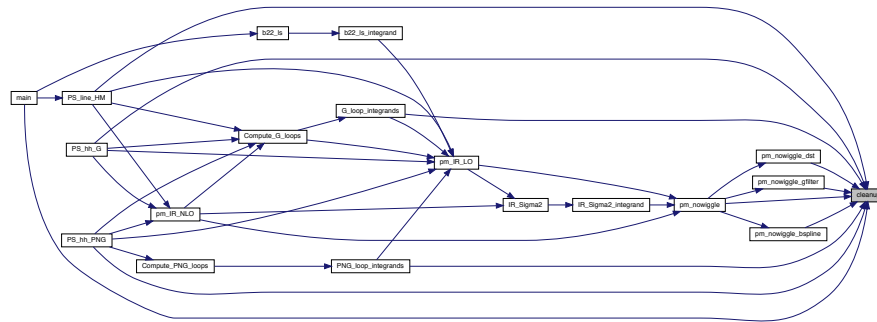 b22_ls
b22_ls_integrand
main
PS_line_HM
G_loop_integrands
Compute_G_loops
PS_hh_G
pm_IR_LO
pm_nowiggle_dst
pm_nowiggle_gfilter
cleanu
IR_Sigma2
IR_Sigma2_integrand
pm_nowiggle
pm_IR_NLO
pm_nowiggle_bspline
PS_hh_PNG
Compute_PNG_loops
PNG_loop_integrands